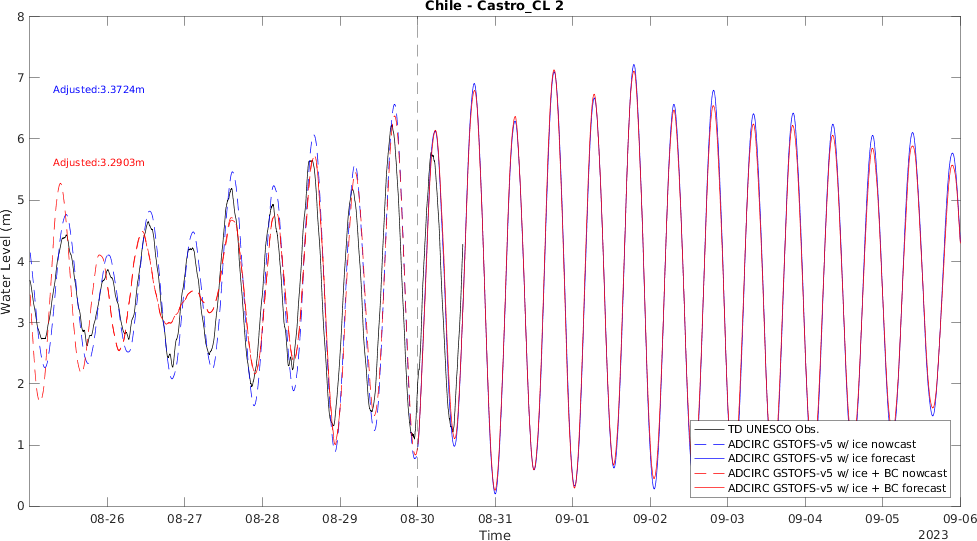 Chile - Castro_CL 2
8
7
6
5
4
3
2
1
0
Water Level (m)
Adjusted:3.3724m
Adjusted:3.2903m
TD UNESCO Obs.
ADCIRC GSTOFS-v5 w/ ice nowcast
ADCIRC GSTOFS-v5 w/ ice forecast
ADCIRC GSTOFS-v5 w/ ice + BC nowcast
ADCIRC GSTOFS-v5 w/ ice + BC forecast
08-26 08-27 08-28 08-29 08-30 08-31 09-01 09-02 09-03 09-04 09-05 09-06
Time
2023